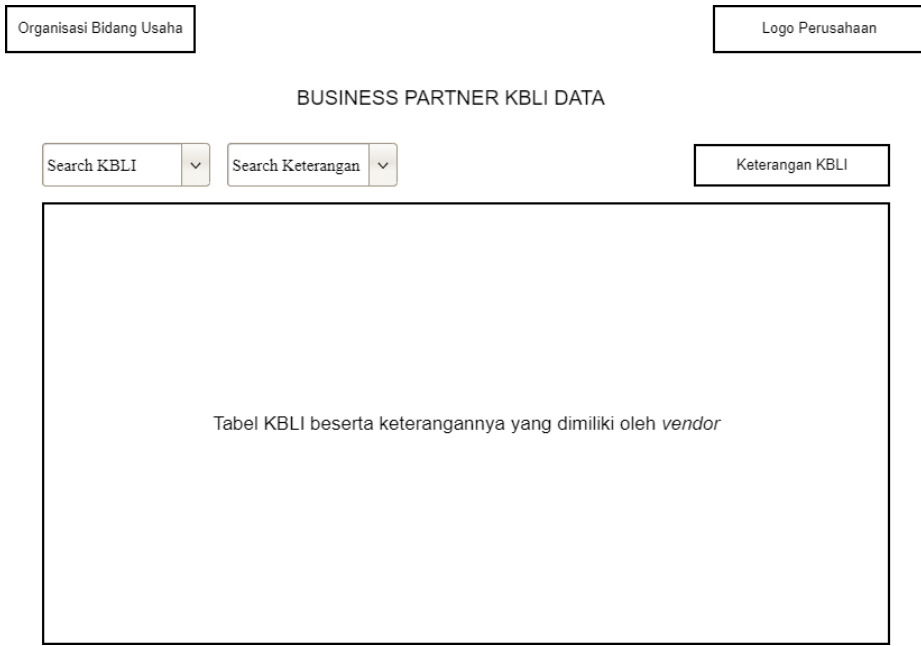 Organisasi Bidang Usaha
Logo Perusahaan
BUSINESS PARTNER KBLI DATA
Search KBLI
Search Keterangan
Keterangan KBLI
Tabel KBLI beserta keterangannya yang dimiliki oleh vendor